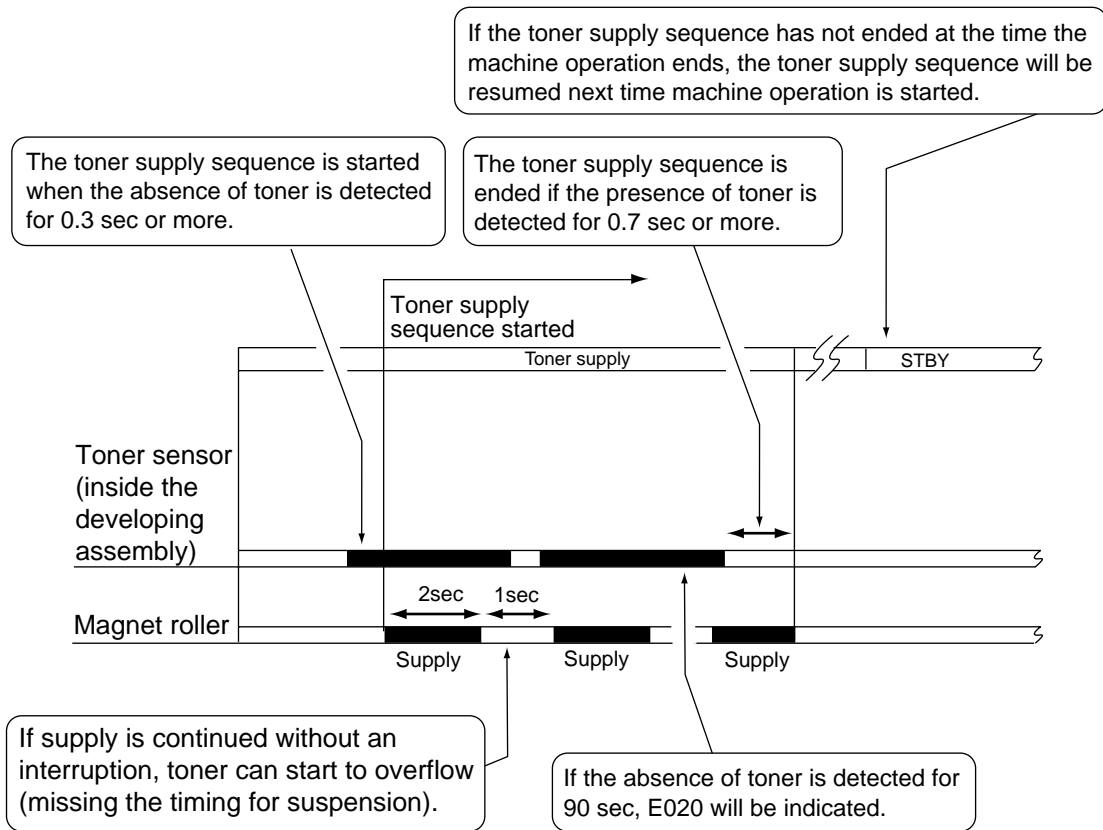 If the toner supply sequence has not ended at the time the
machine operation ends, the toner supply sequence will be
resumed next time machine operation is started.
The toner supply sequence is started
when the absence of toner is detected
for 0.3 sec or more.
The toner supply sequence is
ended if the presence of toner is
detected for 0.7 sec or more.
Toner supply
sequence started
Toner supply
STBY
Toner sensor
(inside the
developing
assembly)
2sec
1sec
Magnet roller
Supply
Supply
Supply
If supply is continued without an
interruption, toner can start to overflow
(missing the timing for suspension).
If the absence of toner is detected for
90 sec, E020 will be indicated.